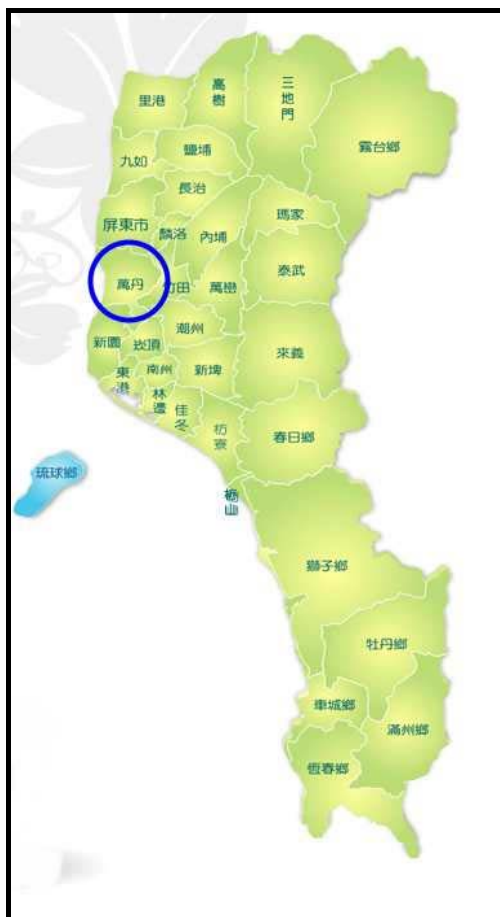 里港
高樹
三地門
霧台鄉
九如
鹽埔
長治
屏東市
麟洛
內埔
瑪家
泰武
萬丹
竹田
萬巒
潮州
來義
新園
崁頂
南州
新埤
東港
林邊
佳冬
枋寮
春日鄉
琉球鄉
枋山
獅子鄉
牡丹鄉
車城鄉
滿州鄉
恆春鄉